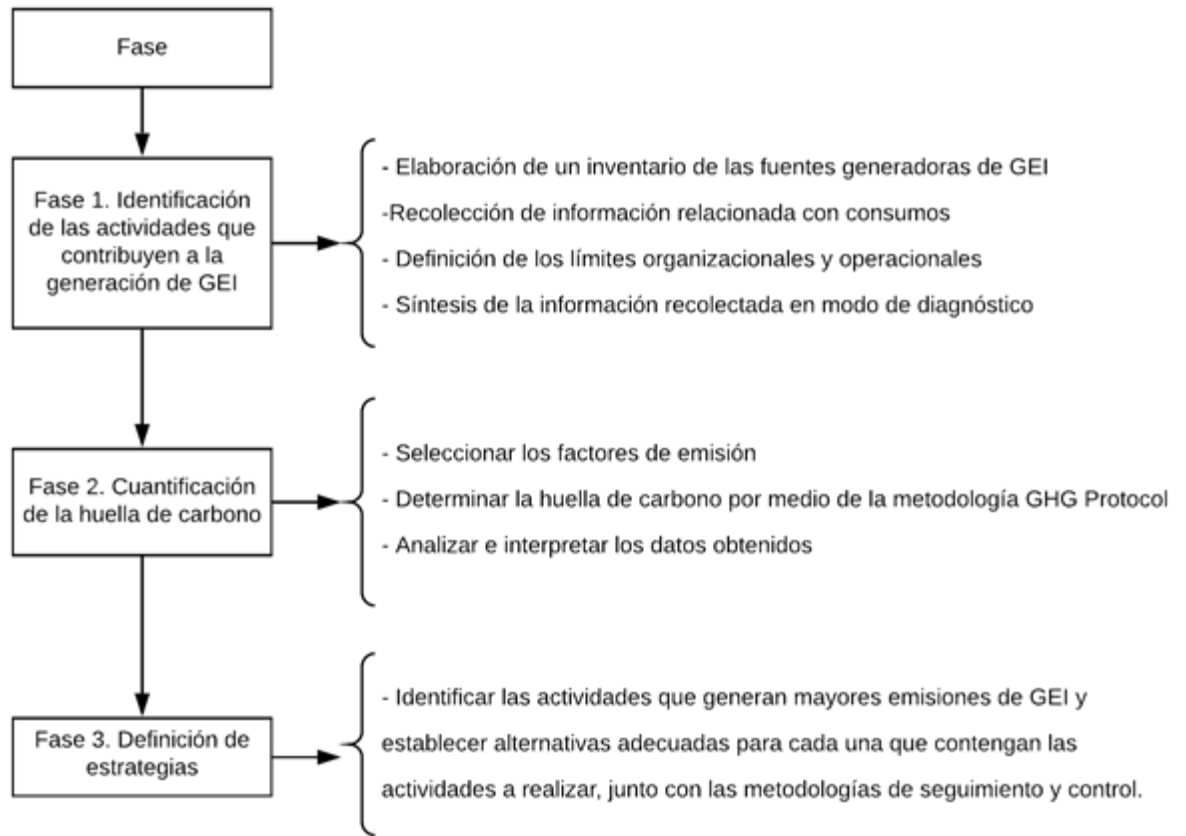 Fase
Fase 1. Identificación
de las actividades que
contribuyen a la
generación de GEI
- Elaboración de un inventario de las fuentes generadoras de GEI
-Recolección de información relacionada con consumos
- Definición de los límites organizacionales y operacionales
- Síntesis de la información recolectada en modo de diagnóstico
Fase 2. Cuantificación
de la huella de carbono
- Seleccionar los factores de emisión
- Determinar la huella de carbono por medio de la metodología GHG Protocol
- Analizar e interpretar los datos obtenidos
Fase 3. Definición de
estrategias
- Identificar las actividades que generan mayores emisiones de GEI y
establecer alternativas adecuadas para cada una que contengan las
actividades a realizar, junto con las metodologías de seguimiento y control.